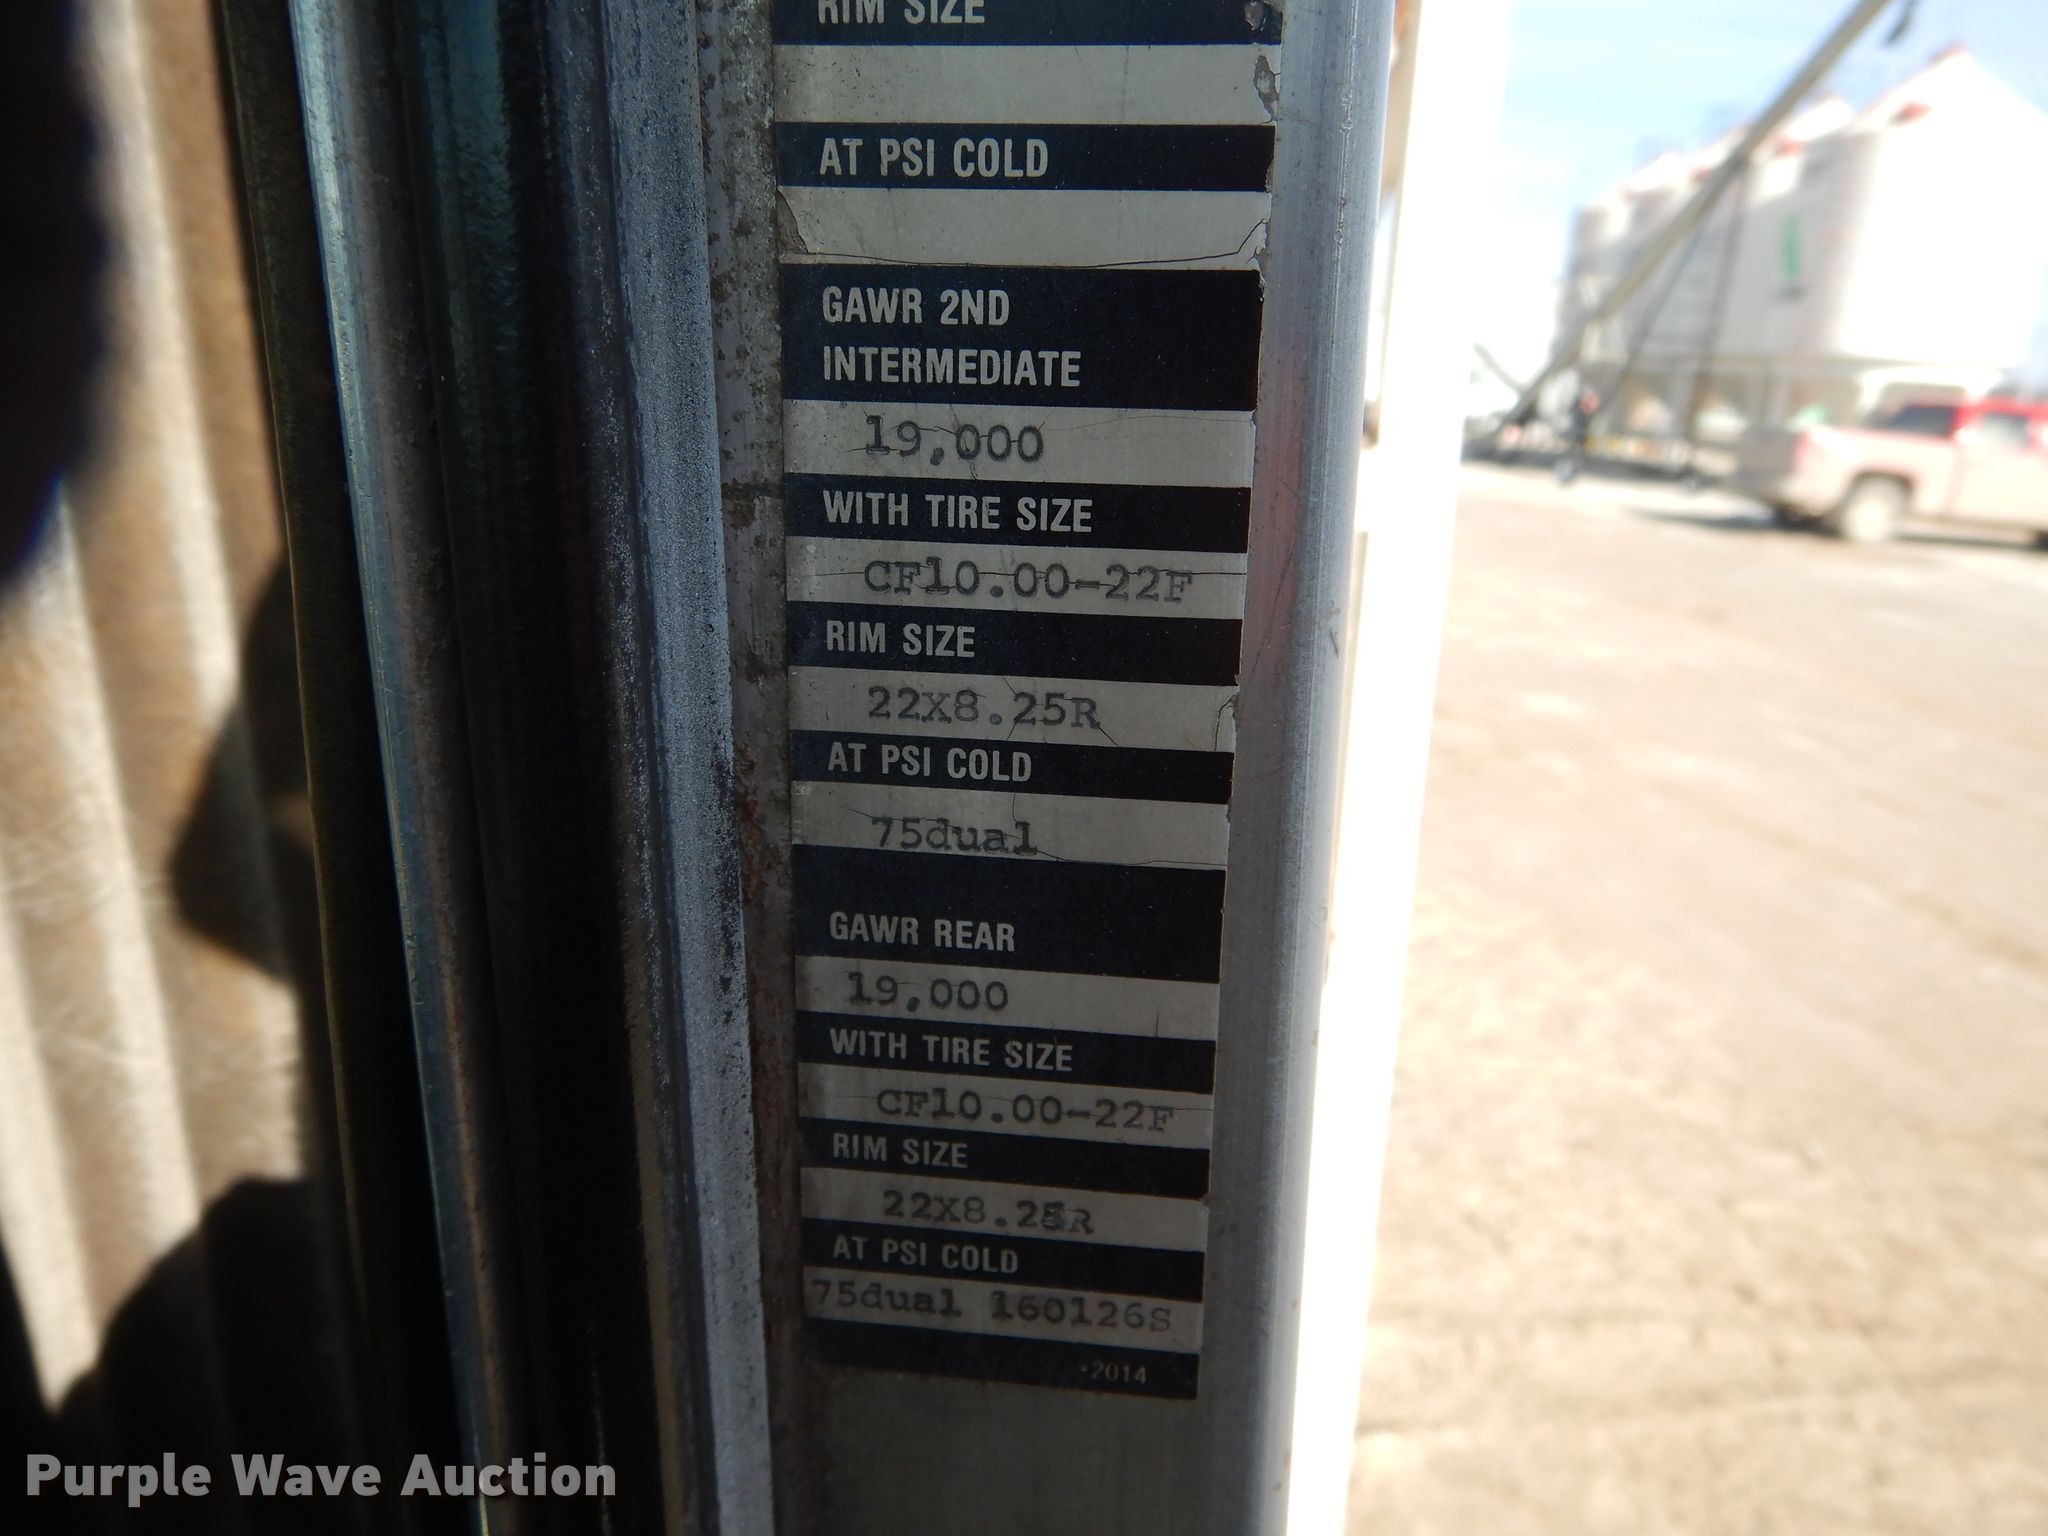 RIM SIZE
AT PSI COLD
GAWR 2ND
INTERMEDIATE
19,000
WITH TIRE SIZE
CF10.00-22F
RIM SIZE
22X8.25R
AT PSI COLD
75dual
GAWR REAR
19,000
WITH TIRE SIZE
CF10.00-22F
RIM SIZE
22X8.25R
AT PSI COLD
75dual 160126S
-2014
Purple Wave Auction